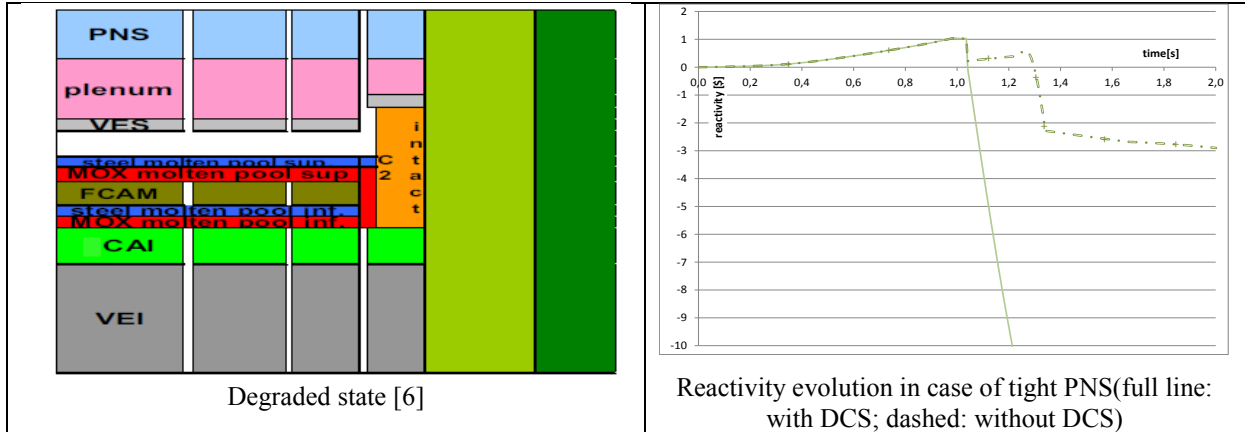 PNS
plenum
VES
steel molten pool sup
MOX molten pool sup
FCAM
steel molten pool inf.
MOX molten pool inf.
CAI
VEI
C2
intact
Degraded state [6]
2
1
0
-1
-2
-3
-4
-5
-6
-7
-8
-9
-10
0,0 0,2 0,4 0,6 0,8 1,0 1,2 1,4 1,6 1,8 2,0
time[s]
reactivity [$]
Reactivity evolution in case of tight PNS(full line:
with DCS; dashed: without DCS)